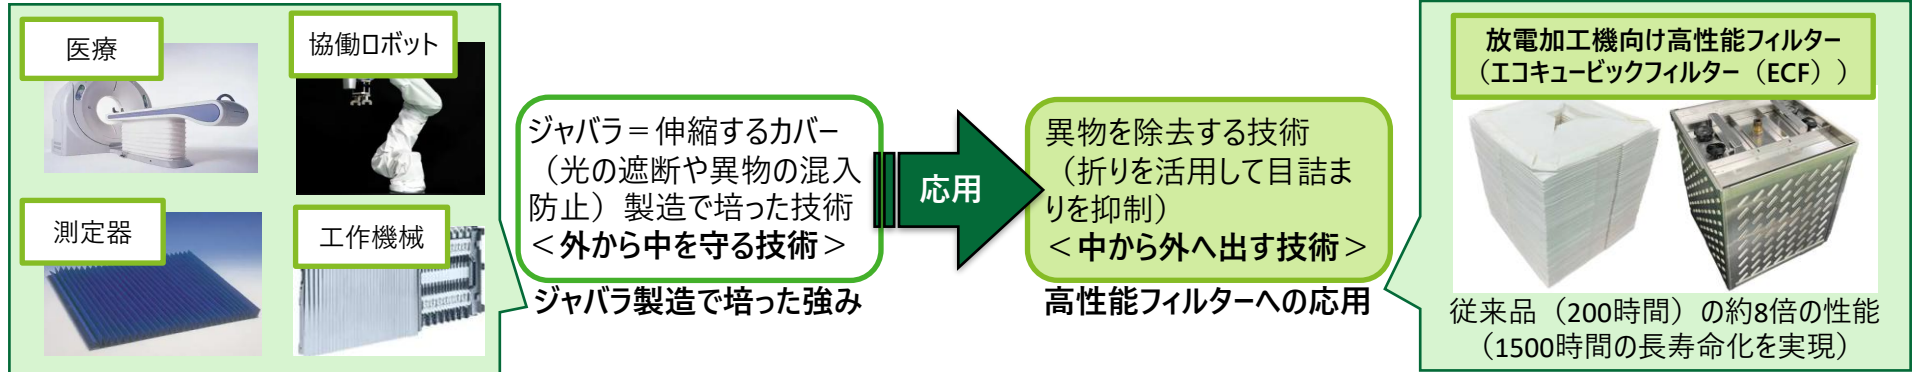 医療
協働ロボット
測定器
工作機械
ジャバラ＝伸縮するカバー
（光の遮断や異物の混入
防止）製造で培った技術
＜外から中を守る技術＞
ジャバラ製造で培った強み
応用
異物を除去する技術
（折りを活用して目詰ま
りを抑制）
＜中から外へ出す技術＞
高性能フィルターへの応用
放電加工機向け高性能フィルター
（エコキュービックフィルター（ECF））
従来品（200時間）の約8倍の性能
（1500時間の長寿命化を実現）